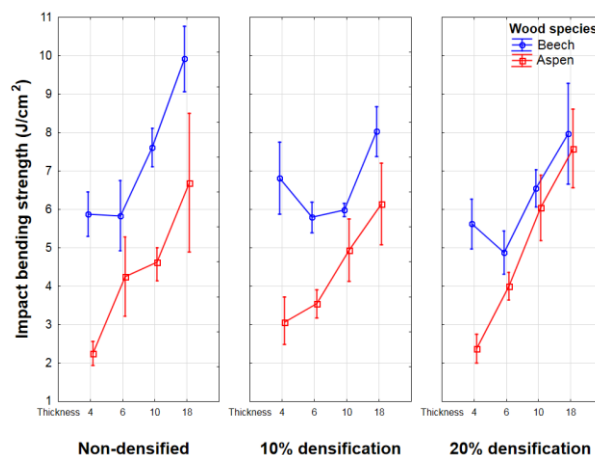 Impact bending strength (J/cm²)
11
10
9
8
7
6
5
4
3
2
1
Wood species
Beech
Aspen
Thickness 4 6 10 18 Thickness 4 6 10 18 Thickness 4 6 10 18
Non-densified 10% densification 20% densification